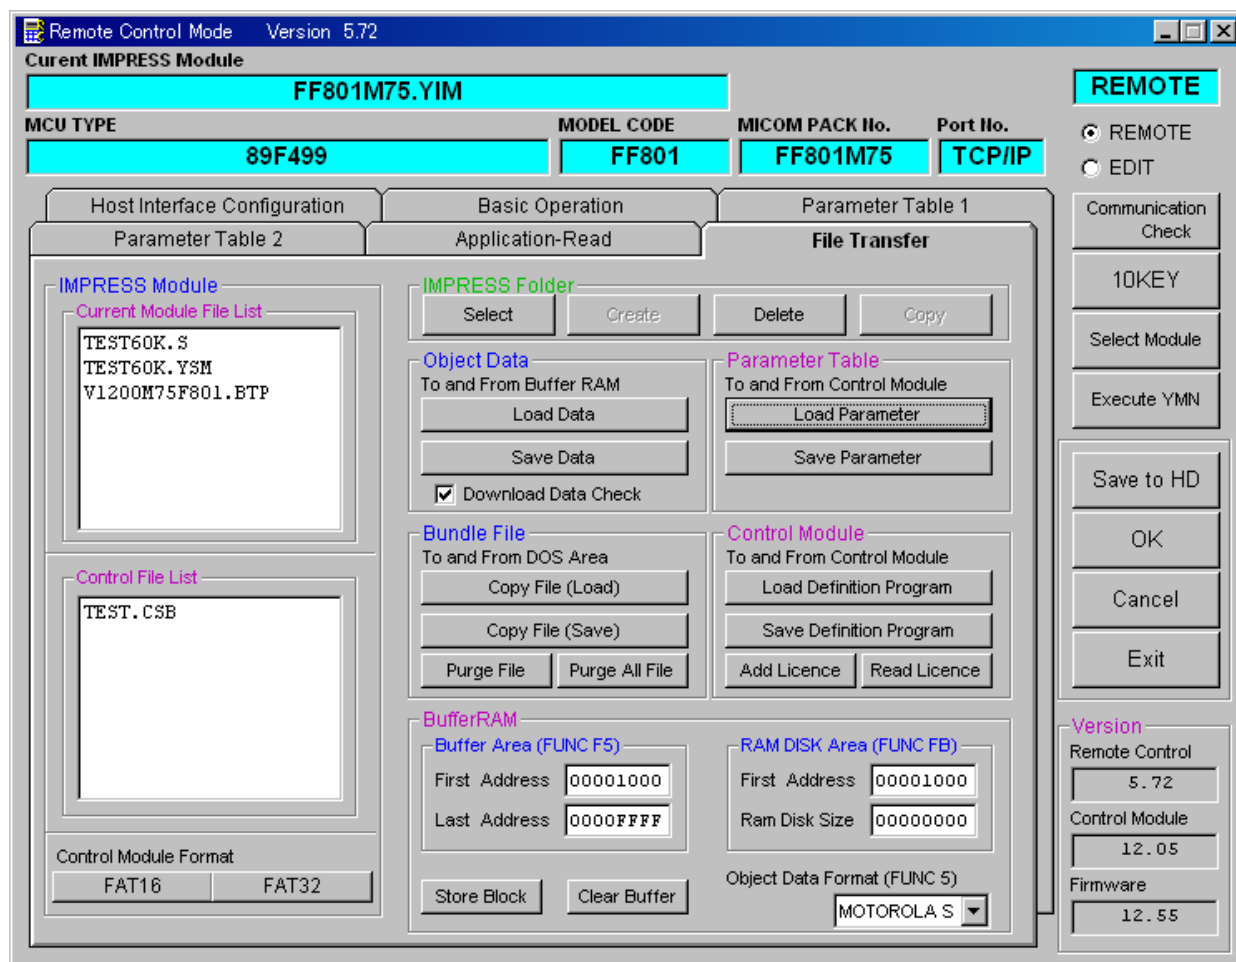 Remote Control Mode Version 5.72
Curent IMPRESS Module
FF801M75.YIM
REMOTE
MCU TYPE
MODEL CODE
MICOM PACK No.
Port No.
89F499
FF801
FF801M75
TCP/IP
REMOTE
EDIT
Host Interface Configuration
Basic Operation
Parameter Table 1
Parameter Table 2
Application-Read
File Transfer
Communication
Check
10KEY
Select Module
Execute YMN
Save to HD
OK
Cancel
Exit
IMPRESS Module
Current Module File List
TEST60K.S
TEST60K.YSM
V1200M75F801.BTP
Control File List
TEST.CSB
Control Module Format
FAT16
FAT32
IMPRESS Folder
Select
Create
Delete
Copy
Object Data
To and From Buffer RAM
Load Data
Save Data
Download Data Check
Parameter Table
To and From Control Module
Load Parameter
Save Parameter
Bundle File
To and From DOS Area
Copy File (Load)
Copy File (Save)
Purge File
Purge All File
Control Module
To and From Control Module
Load Definition Program
Save Definition Program
Add Licence
Read Licence
BufferRAM
Buffer Area (FUNC F5)
First Address 00001000
Last Address 0000FFFF
RAM DISK Area (FUNC FB)
First Address 00001000
Ram Disk Size 00000000
Store Block
Clear Buffer
Object Data Format (FUNC 5)
MOTOROLA S
Version
Remote Control
5.72
Control Module
12.05
Firmware
12.55